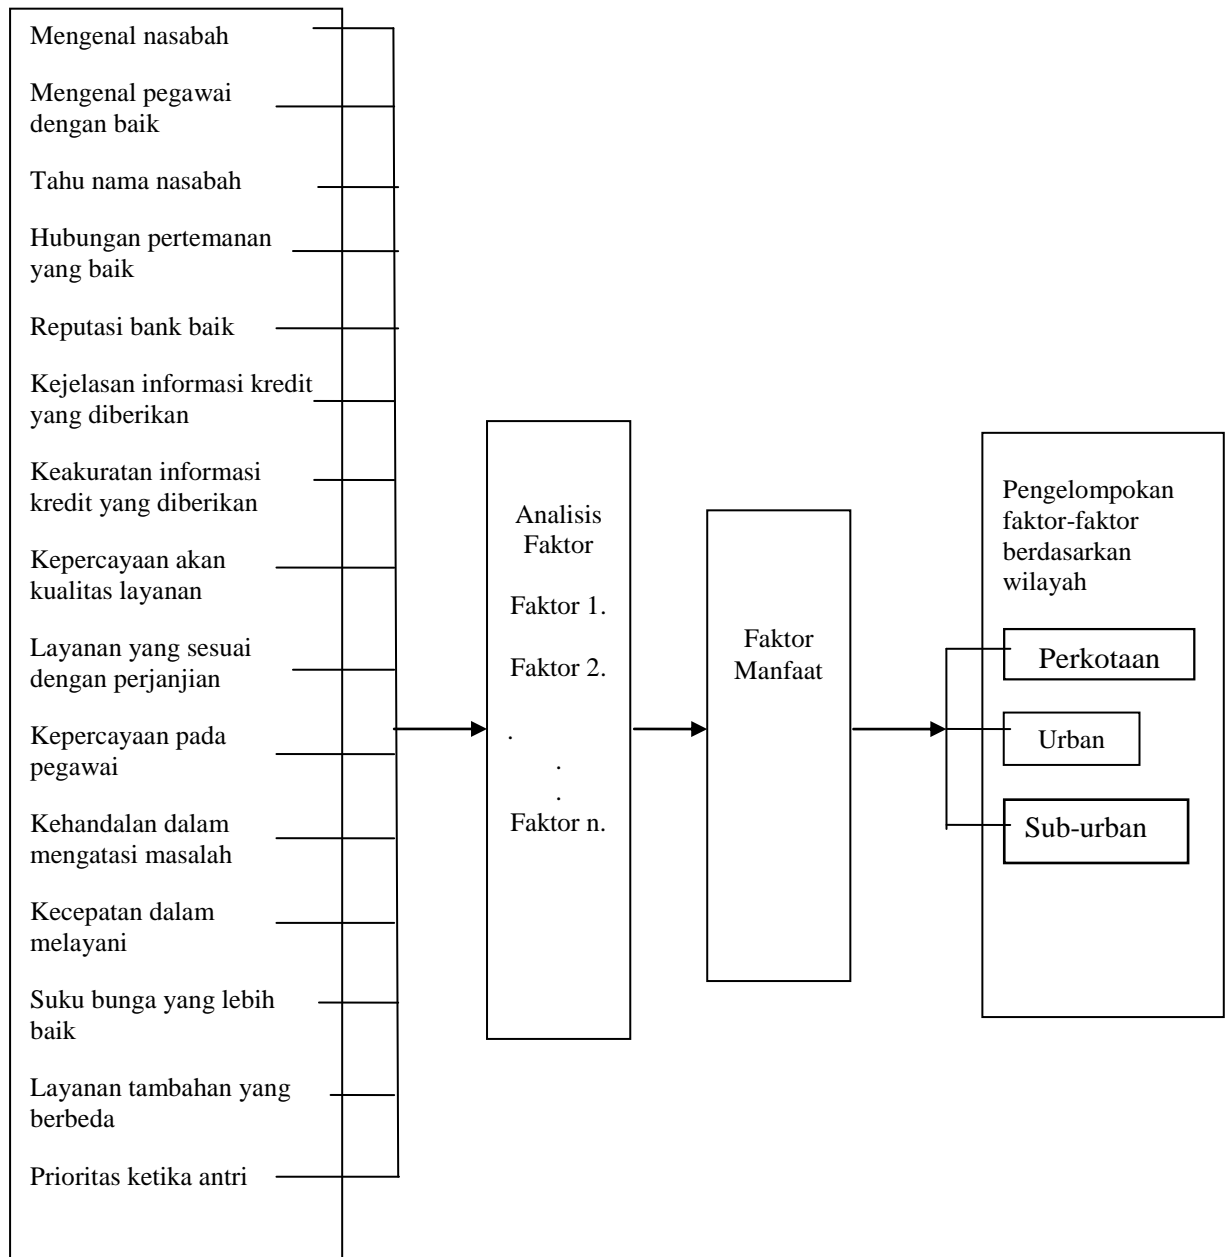 Mengenal nasabah
Mengenal pegawai
dengan baik
Tahu nama nasabah
Hubungan pertemanan
yang baik
Reputasi bank baik
Kejelasan informasi kredit
yang diberikan
Keakuratan informasi
kredit yang diberikan
Kepercayaan akan
kualitas layanan
Layanan yang sesuai
dengan perjanjian
Kepercayaan pada
pegawai
Kehandalan dalam
mengatasi masalah
Kecepatan dalam
melayani
Suku bunga yang lebih
baik
Layanan tambahan yang
berbeda
Prioritas ketika antri
Analisis
Faktor
Faktor 1.
Faktor 2.
.
.
.
Faktor n.
Faktor
Manfaat
Pengelompokan
faktor-faktor
berdasarkan
wilayah
Perkotaan
Urban
Sub-urban